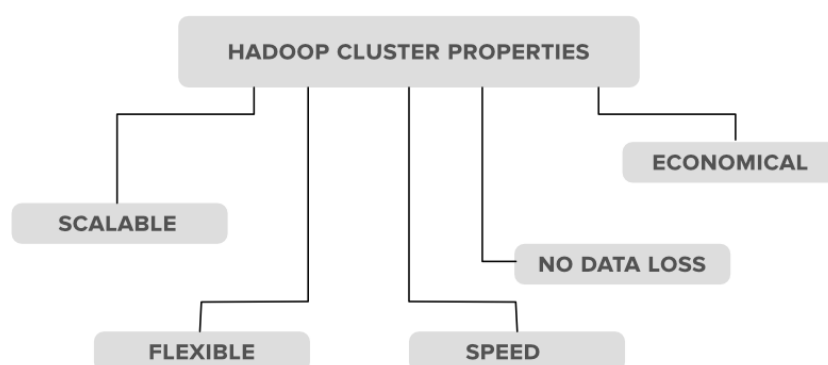 HADOOP CLUSTER PROPERTIES
ECONOMICAL
SCALABLE
NO DATA LOSS
FLEXIBLE
SPEED